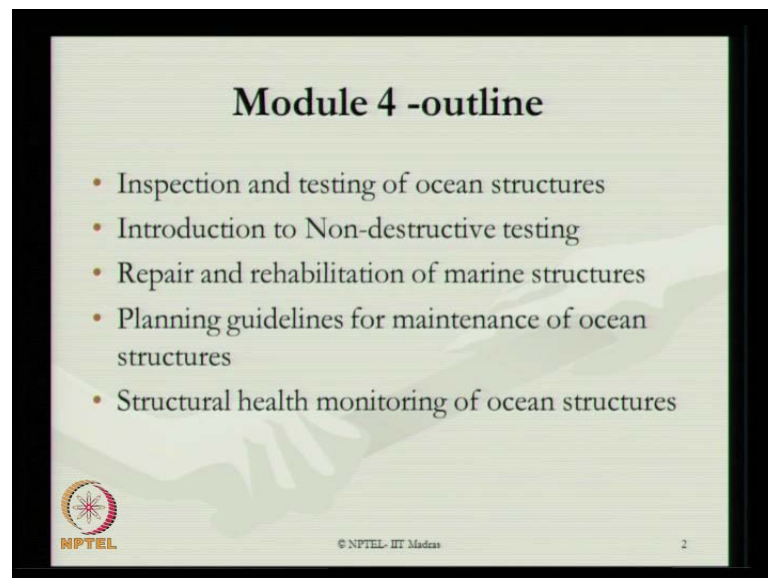 Module 4 -outline
• Inspection and testing of ocean structures
• Introduction to Non-destructive testing
• Repair and rehabilitation of marine structures
• Planning guidelines for maintenance of ocean
structures
• Structural health monitoring of ocean structures
NPTEL
© NPTEL- IIT Madras
2